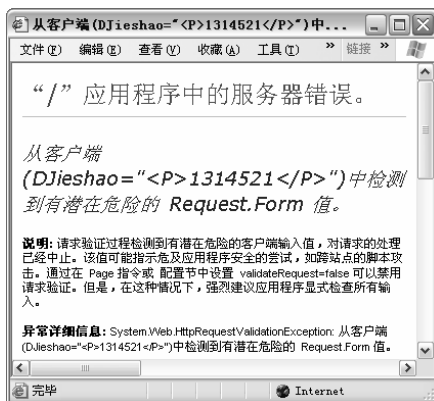 从客户端(DJieshao="<P>1314521</P>")中...
文件(F) 编辑(E) 查看(V) 收藏(A) 工具(T) » 链接 »
“/”应用程序中的服务器错误。
从客户端
(DJieshao="<P>1314521</P>")中检测
到有潜在危险的 Request.Form 值。
说明: 请求验证过程检测到有潜在危险的客户端输入值，对请求的处理
已经中止。该值可能指示危及应用程序安全的尝试，如跨站点的脚本攻
击。通过在 Page 指令或 配置节中设置 validateRequest=false 可以禁用
请求验证。但是，在这种情况下，强烈建议应用程序显式检查所有输
入。
异常详细信息: System.Web.HttpRequestValidationException: 从客户端
(DJieshao="<P>1314521</P>")中检测到有潜在危险的 Request.Form 值。
完毕 Internet